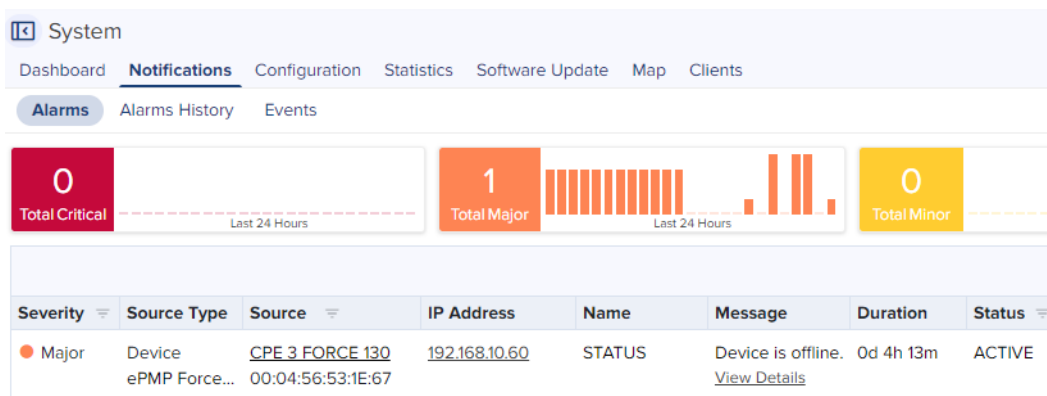 System
Dashboard Notifications Configuration Statistics Software Update Map Clients
Alarms Alarms History Events
0
Total Critical
Last 24 Hours
1
Total Major
Last 24 Hours
0
Total Minor
Severity Source Type Source IP Address Name Message Duration Status
Major Device CPE 3 FORCE 130 192.168.10.60 STATUS Device is offline. 0d 4h 13m ACTIVE
ePMP Force... 00:04:56:53:1E:67 View Details